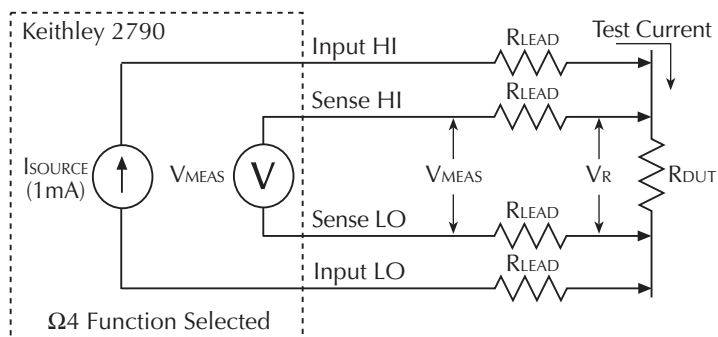 Keithley 2790
Input HI
RLEAD
Test Current
Sense HI
RLEAD
ISOURCE
(1mA)
VMEAS
V
VMEAS
VR
RDUT
Sense LO
RLEAD
Input LO
RLEAD
Ω4 Function Selected